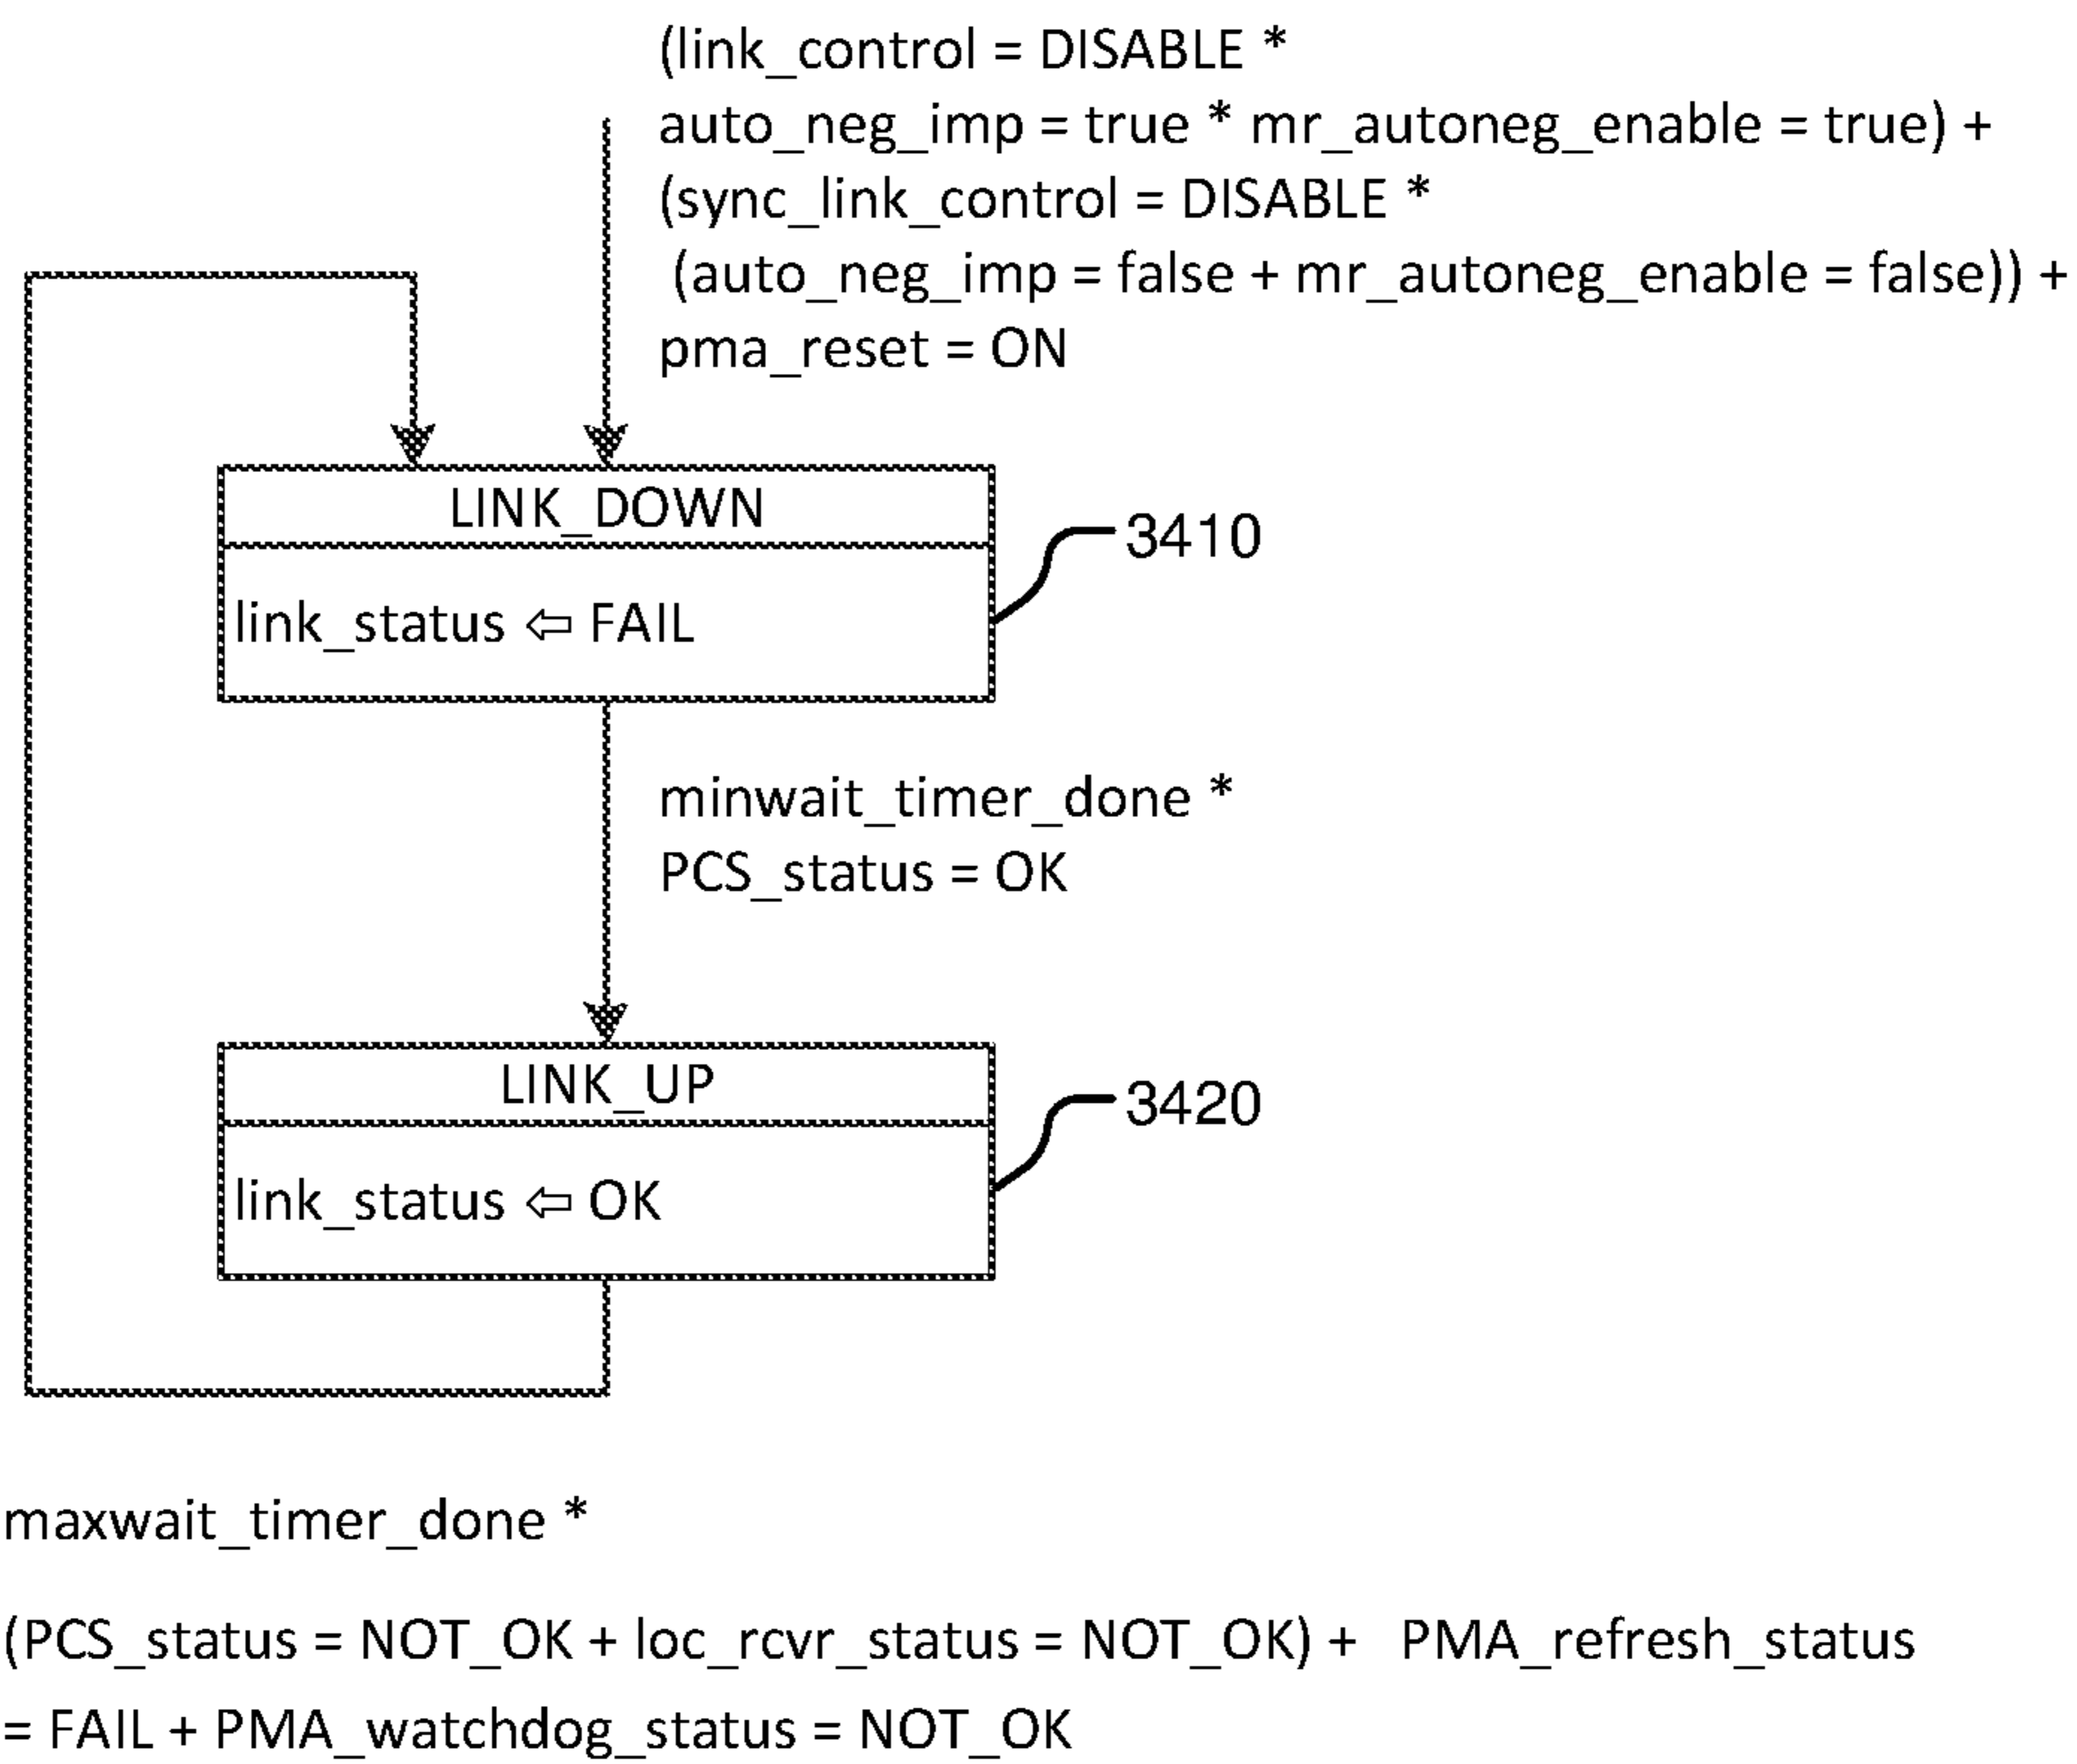 (link_control = DISABLE *
auto_neg_imp = true * mr_autoneg_enable = true) +
(sync_link_control = DISABLE *
(auto_neg_imp = false + mr_autoneg_enable = false)) +
pma_reset = ON
LINK_DOWN
3410
link_status ⇦ FAIL
minwait_timer_done *
PCS_status = OK
LINK_UP
3420
link_status ⇦ OK
maxwait_timer_done *
(PCS_status = NOT_OK + loc_rcvr_status = NOT_OK) + PMA_refresh_status
= FAIL + PMA_watchdog_status = NOT_OK